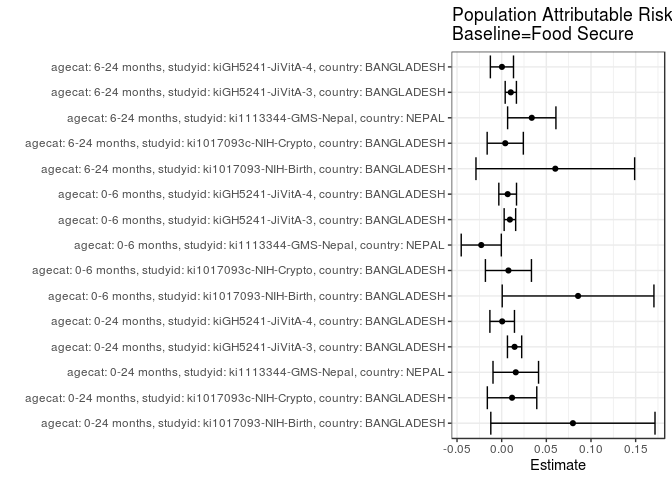 Population Attributable Risk
Baseline=Food Secure
agecat: 6-24 months, studyid: kiGH5241-JiVitA-4, country: BANGLADESH
agecat: 6-24 months, studyid: kiGH5241-JiVitA-3, country: BANGLADESH
agecat: 6-24 months, studyid: ki1113344-GMS-Nepal, country: NEPAL
agecat: 6-24 months, studyid: ki1017093c-NIH-Crypto, country: BANGLADESH
agecat: 6-24 months, studyid: ki1017093-NIH-Birth, country: BANGLADESH
agecat: 0-6 months, studyid: kiGH5241-JiVitA-4, country: BANGLADESH
agecat: 0-6 months, studyid: kiGH5241-JiVitA-3, country: BANGLADESH
agecat: 0-6 months, studyid: ki1113344-GMS-Nepal, country: NEPAL
agecat: 0-6 months, studyid: ki1017093c-NIH-Crypto, country: BANGLADESH
agecat: 0-6 months, studyid: ki1017093-NIH-Birth, country: BANGLADESH
agecat: 0-24 months, studyid: kiGH5241-JiVitA-4, country: BANGLADESH
agecat: 0-24 months, studyid: kiGH5241-JiVitA-3, country: BANGLADESH
agecat: 0-24 months, studyid: ki1113344-GMS-Nepal, country: NEPAL
agecat: 0-24 months, studyid: ki1017093c-NIH-Crypto, country: BANGLADESH
agecat: 0-24 months, studyid: ki1017093-NIH-Birth, country: BANGLADESH
-0.05 0.00 0.05 0.10 0.15
Estimate